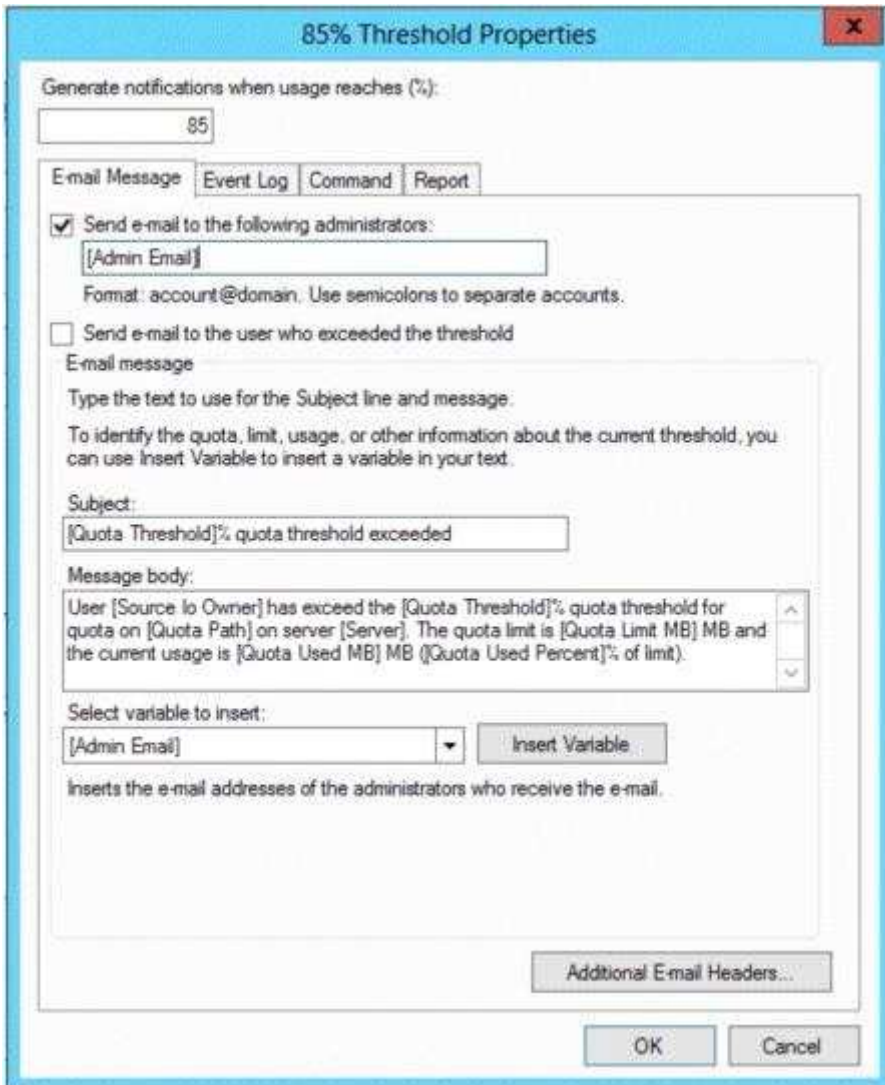 85% Threshold Properties
x
Generate notifications when usage reaches (%):
85
E-mail Message
Event Log
Command
Report
Send e-mail to the following administrators:
[Admin Email]
Format: account@domain. Use semicolons to separate accounts.
Send e-mail to the user who exceeded the threshold
E-mail message
Type the text to use for the Subject line and message.
To identify the quota, limit, usage, or other information about the current threshold, you
can use Insert Variable to insert a variable in your text.
Subject:
[Quota Threshold]% quota threshold exceeded
Message body:
User [Source Io Owner] has exceed the [Quota Threshold]% quota threshold for
quota on [Quota Path] on server [Server]. The quota limit is [Quota Limit MB] MB and
the current usage is [Quota Used MB] MB ([Quota Used Percent]% of limit).
Select variable to insert:
[Admin Email]
Insert Variable
Inserts the e-mail addresses of the administrators who receive the e-mail.
Additional E-mail Headers...
OK
Cancel